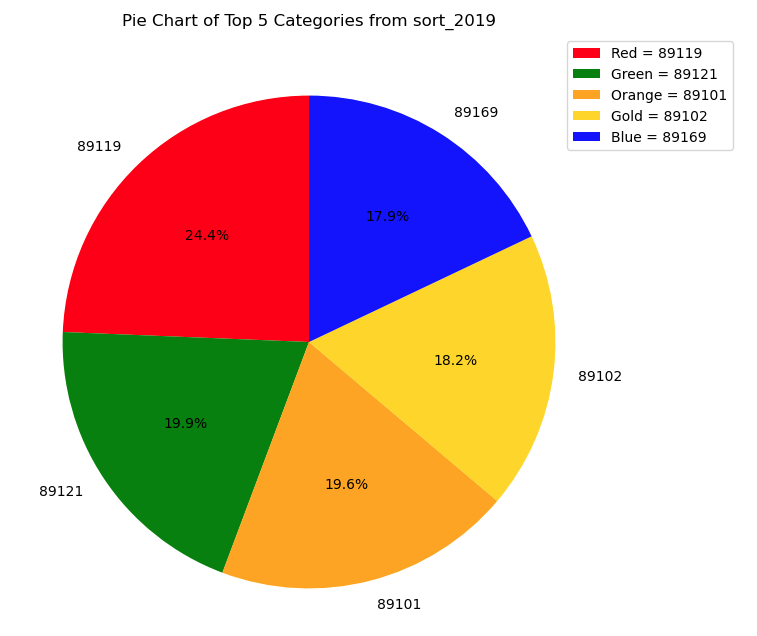 Pie Chart of Top 5 Categories from sort_2019
Red = 89119
Green = 89121
Orange = 89101
Gold = 89102
Blue = 89169
89169
89119
17.9%
24.4%
18.2%
89102
19.9%
19.6%
89121
89101